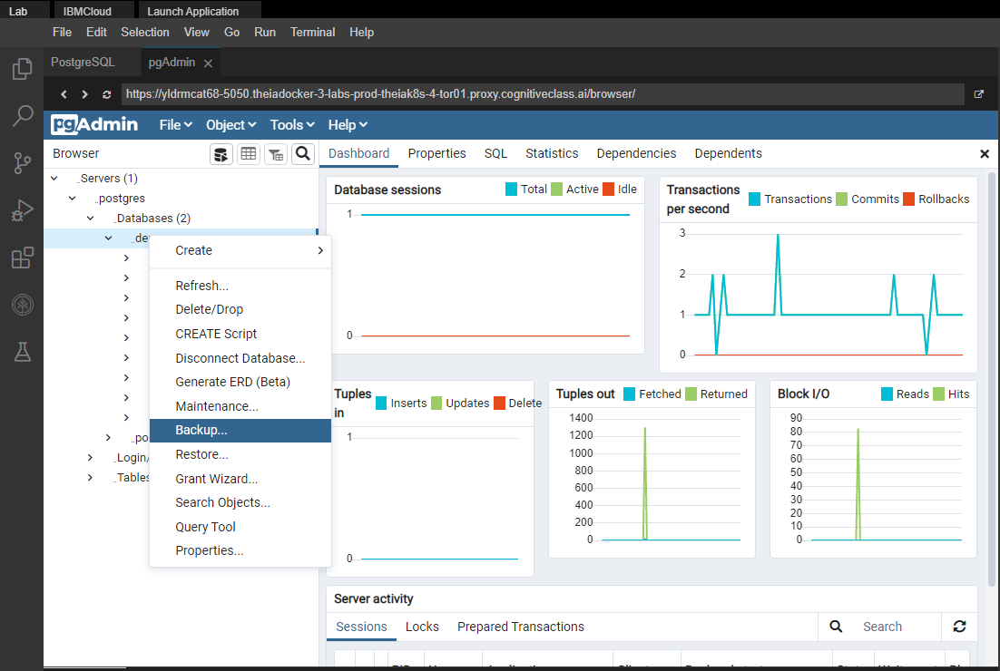 Lab IBMCloud Launch Application
File Edit Selection View Go Run Terminal Help
PostgreSQL pgAdmin
https://yldrmcat68-5050.theiadocker-3-labs-prod-theiak8s-4-tor01.proxy.cognitiveclass.ai/browser/
pgAdmin File Object Tools Help
Browser
Servers (1)
postgres
Databases (2)
Create
Refresh...
Delete/Drop
CREATE Script
Disconnect Database...
Generate ERD (Beta)
Maintenance...
Backup...
Restore...
Grant Wizard...
Search Objects...
Query Tool
Properties...
Login/
Tables
Dashboard Properties SQL Statistics Dependencies Dependents
Database sessions Total Active Idle
1
0
Transactions per second Transactions Commits Rollbacks
3
2
1
0
Tuples in Inserts Updates Delete
1
0
Tuples out Fetched Returned
1400
1200
1000
800
600
400
200
0
Block I/O Reads Hits
90
80
70
60
50
40
30
20
10
0
Server activity
Sessions Locks Prepared Transactions Search